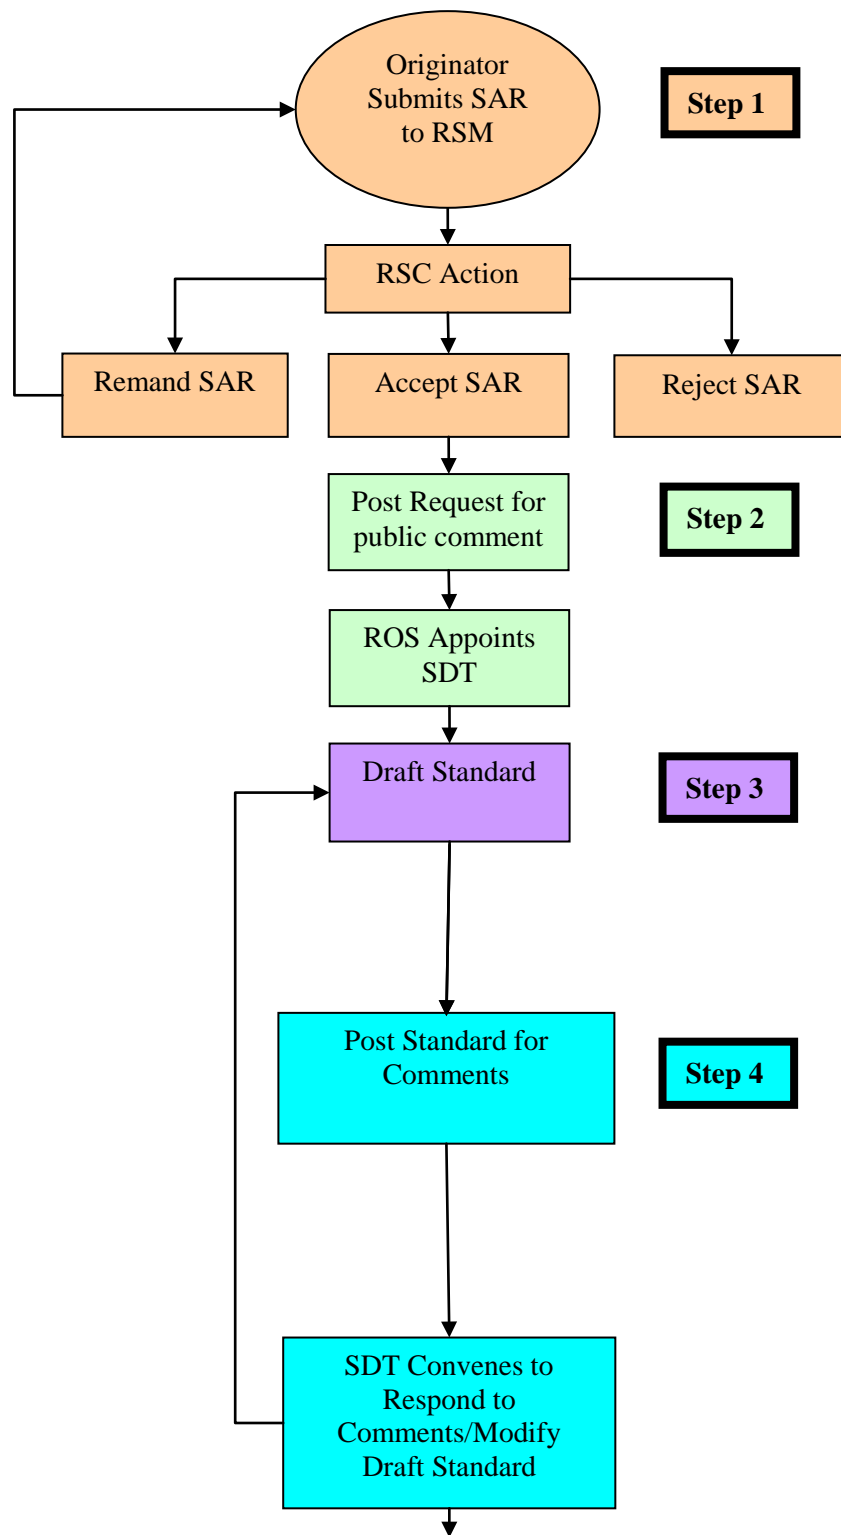 Originator
Submits SAR
to RSM
Step 1
RSC Action
Remand SAR
Accept SAR
Reject SAR
Post Request for
public comment
Step 2
ROS Appoints
SDT
Draft Standard
Step 3
Post Standard for
Comments
Step 4
SDT Convenes to
Respond to
Comments/Modify
Draft Standard